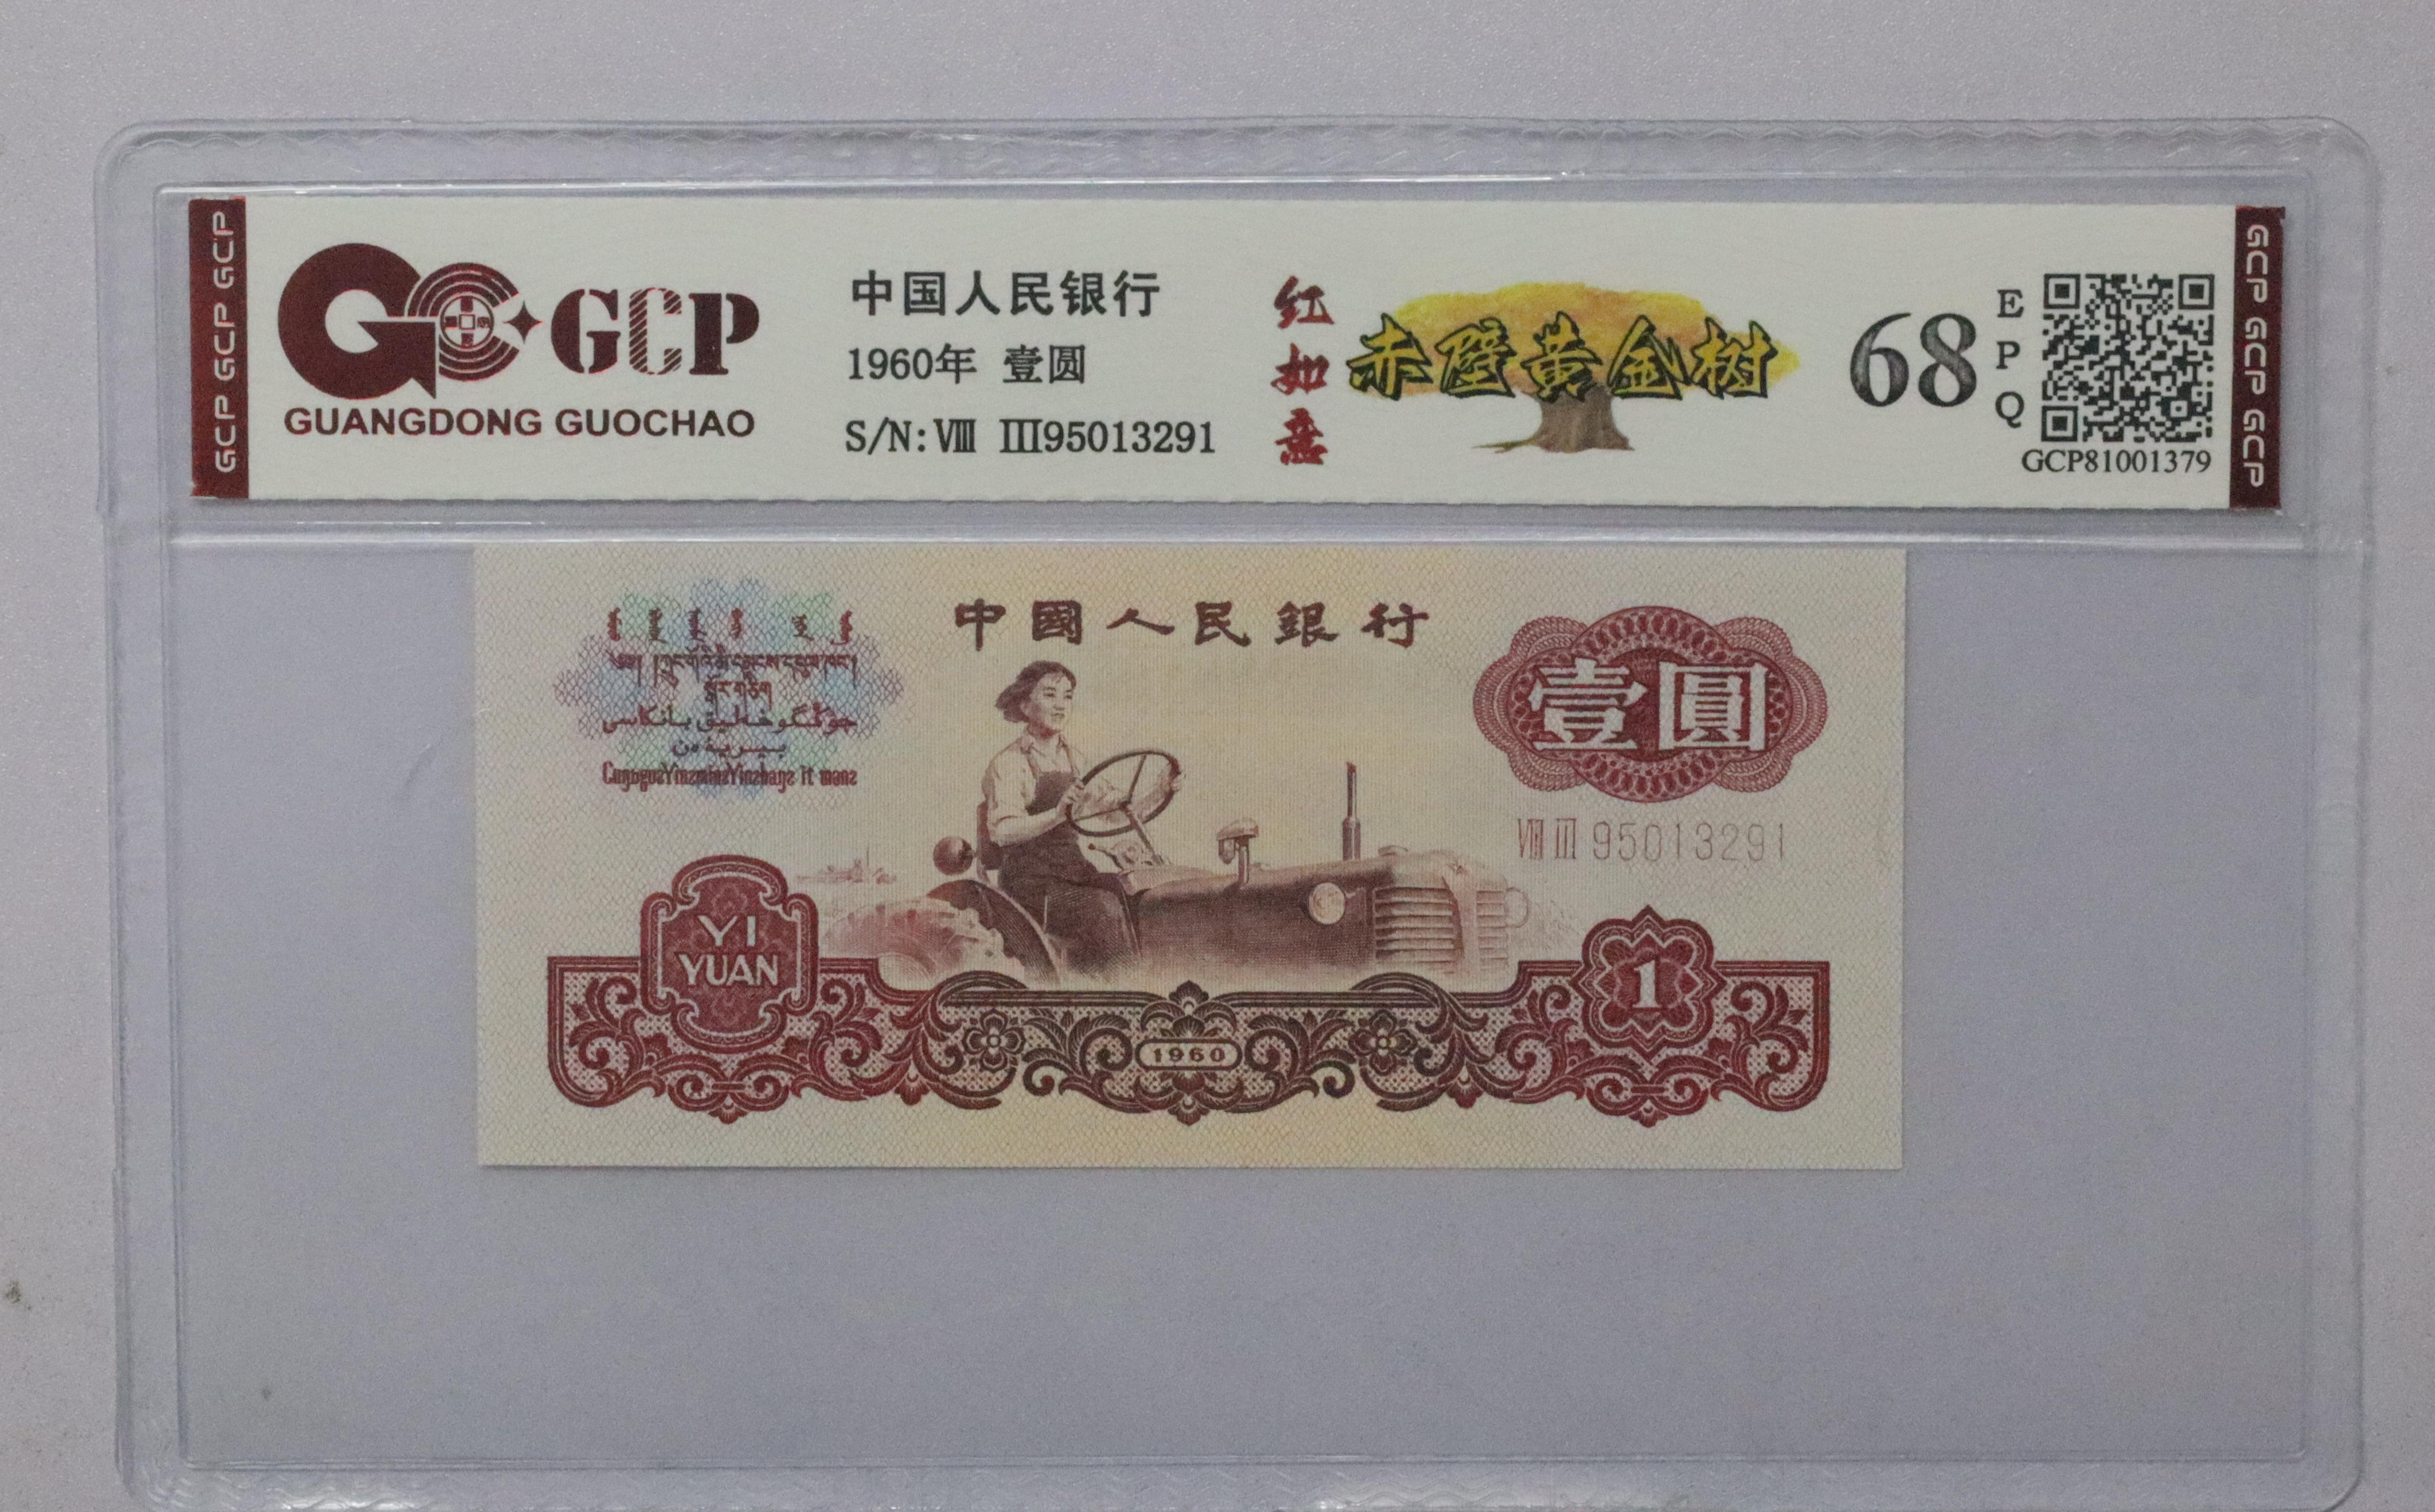 GCP GCP GCP
GCP
GUANGDONG GUOCHAO
中国人民银行
1960年 壹圆
S/N: Ⅷ Ⅲ95013291
红如意
赤壁黄金树
68
EPQ
GCP81001379
GCP GCP GCP
中國人民銀行
壹圓
Ⅷ Ⅲ 95013291
YI
YUAN
1960
1